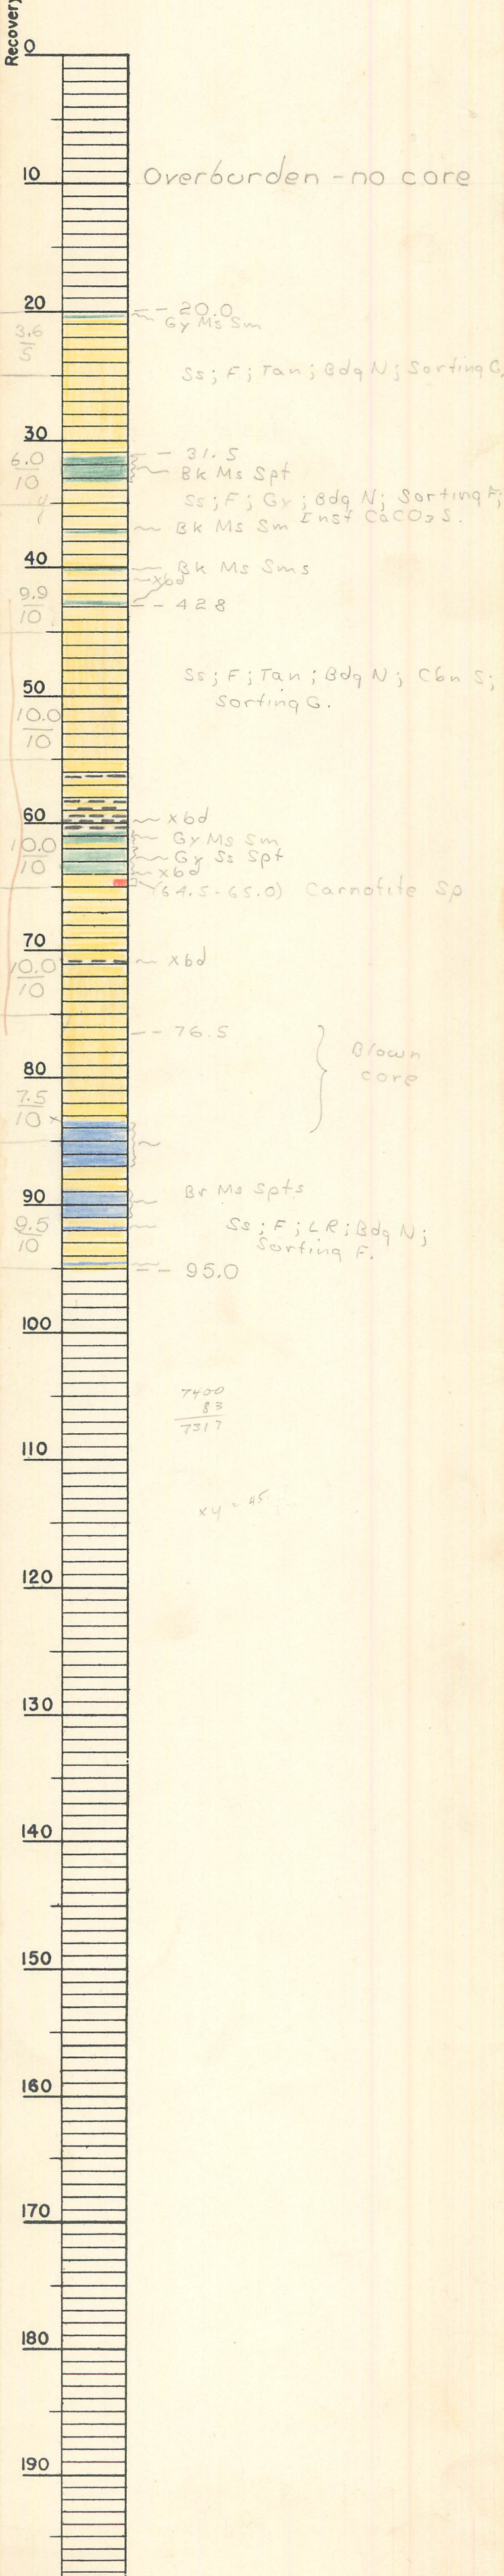 Recovery
0
10 Overburden - no core
20 -- 20.0
Gy Ms Sm
3.6
5
Ss; F; Tan; Bdg N; Sorting G,
30
-- 31.5
6.0
10
Bk Ms Spt
Ss; F; Gy; Bdg N; Sorting F;
Inst CaCO3 S.
Bk Ms Sm
40 Bk Ms Sms
xbd
9.9
10
-- 428
Ss; F; Tan; Bdg N; Cbn S;
Sorting G.
50
10.0
10
60 xbd
Gy Ms Sm
10.0
10
Gy Ss Spt
xbd
(64.5-65.0) Carnotite Sp
70
10.0
10
xbd
-- 76.5
Blown
core
80
7.5
10 x
Br Ms Spts
90
9.5
10
Ss; F; LR; Bdg N;
Sorting F.
-- 95.0
100
7400
83
7317
110
x4 = 45
120
130
140
150
160
170
180
190